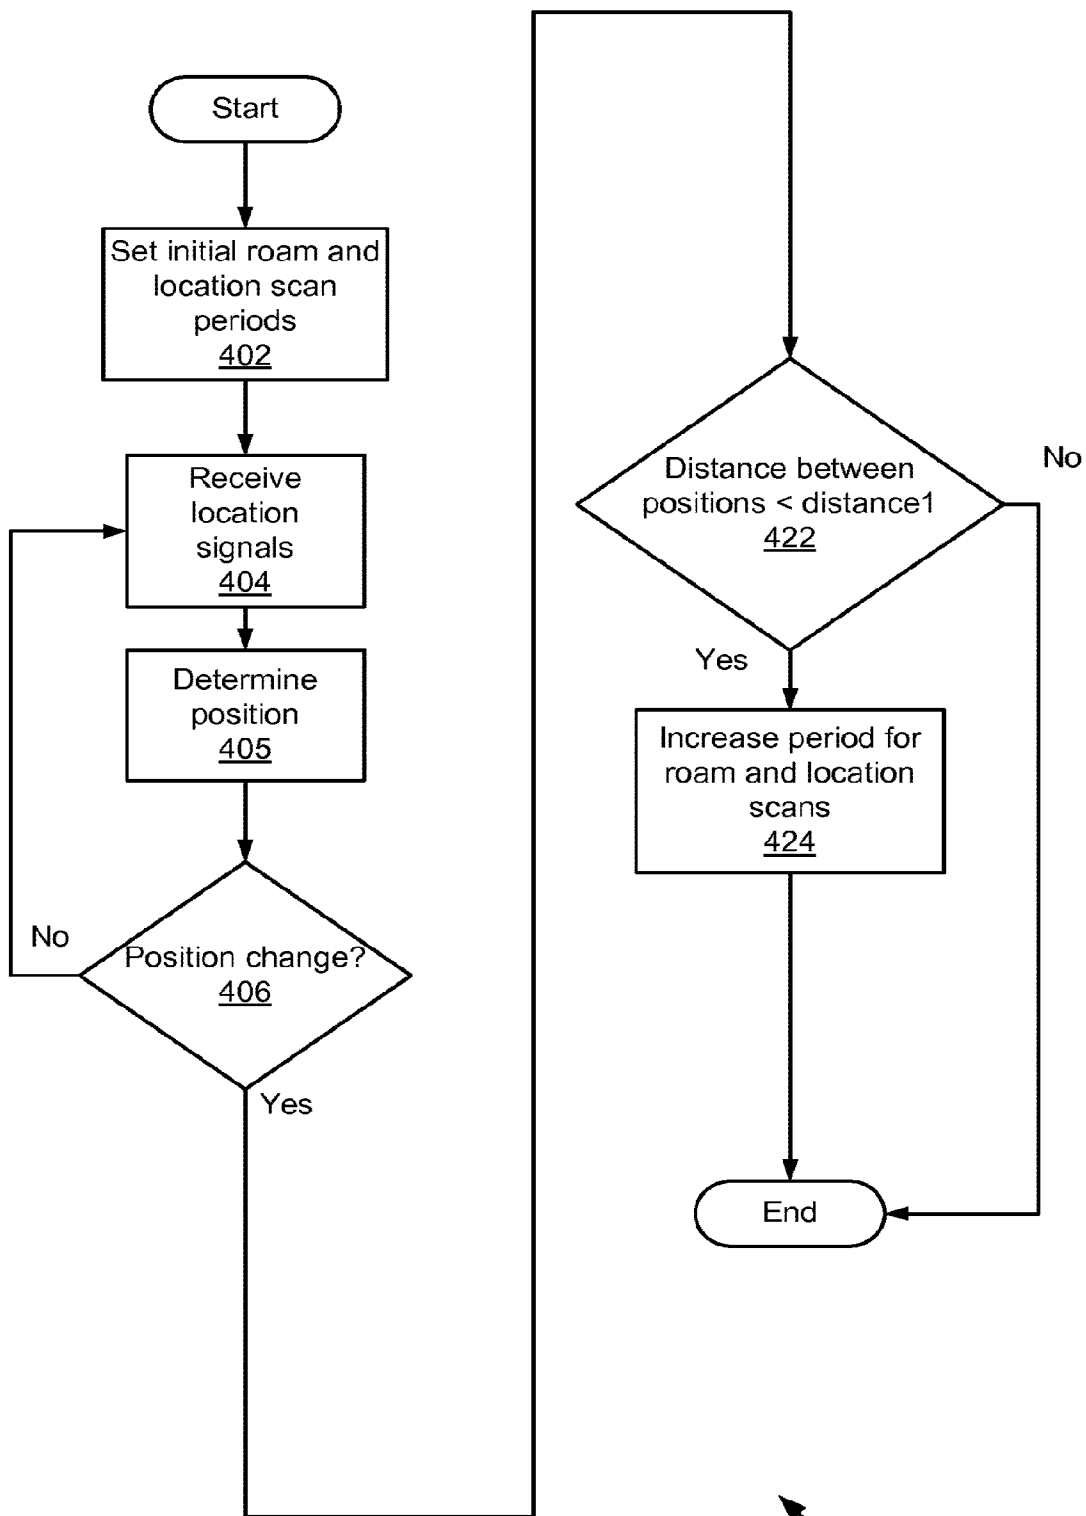 Start
Set initial roam and
location scan
periods
402
Receive
location
signals
404
Determine
position
405
No
Position change?
406
Yes
Distance between
positions < distance1
422
No
Yes
Increase period for
roam and location
scans
424
End